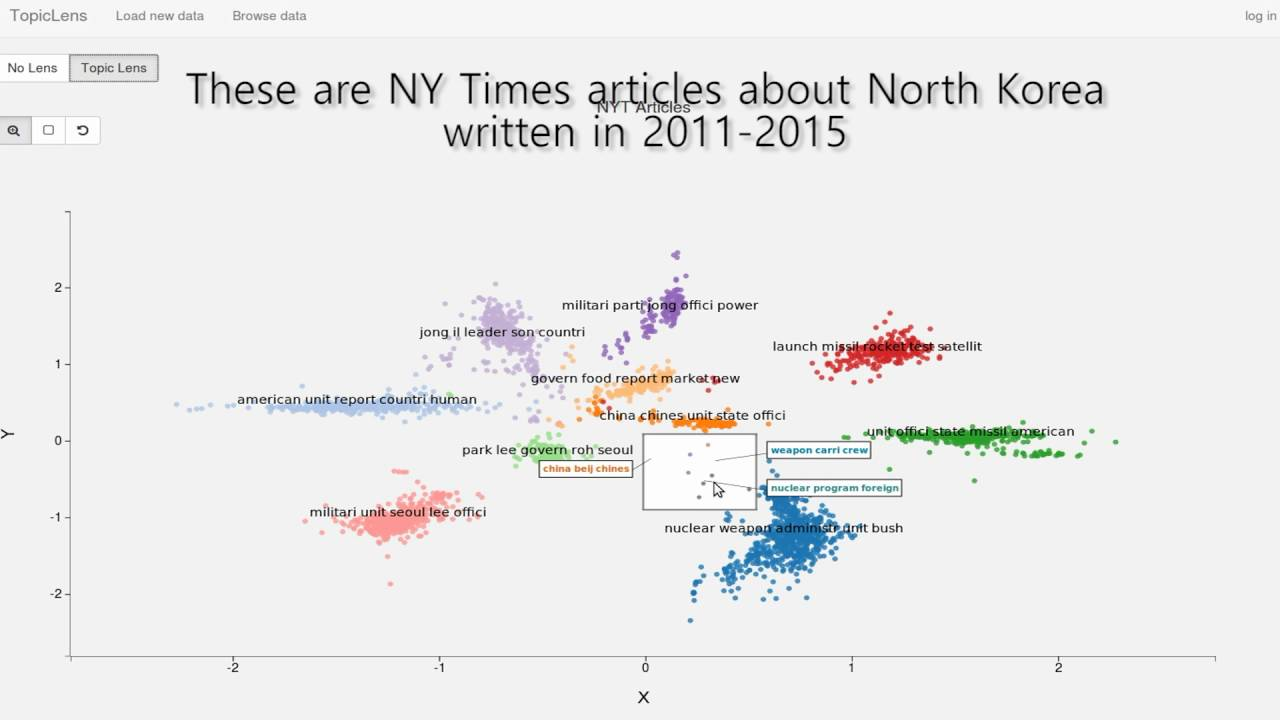 TopicLens Load new data Browse data log in
No Lens Topic Lens
These are NY Times articles about North Korea
NYT Articles
written in 2011-2015
militari parti jong offici power
jong il leader son countri
launch missil rocket test satellit
govern food report market new
american unit report countri human
china chines unit state offici
unit offici state missil american
park lee govern roh seoul
weapon carri crew
china beij chines
nuclear program foreign
militari unit seoul lee offici
nuclear weapon administr unit bush
2
1
0
-1
-2
Y
-2 -1 0 1 2
X